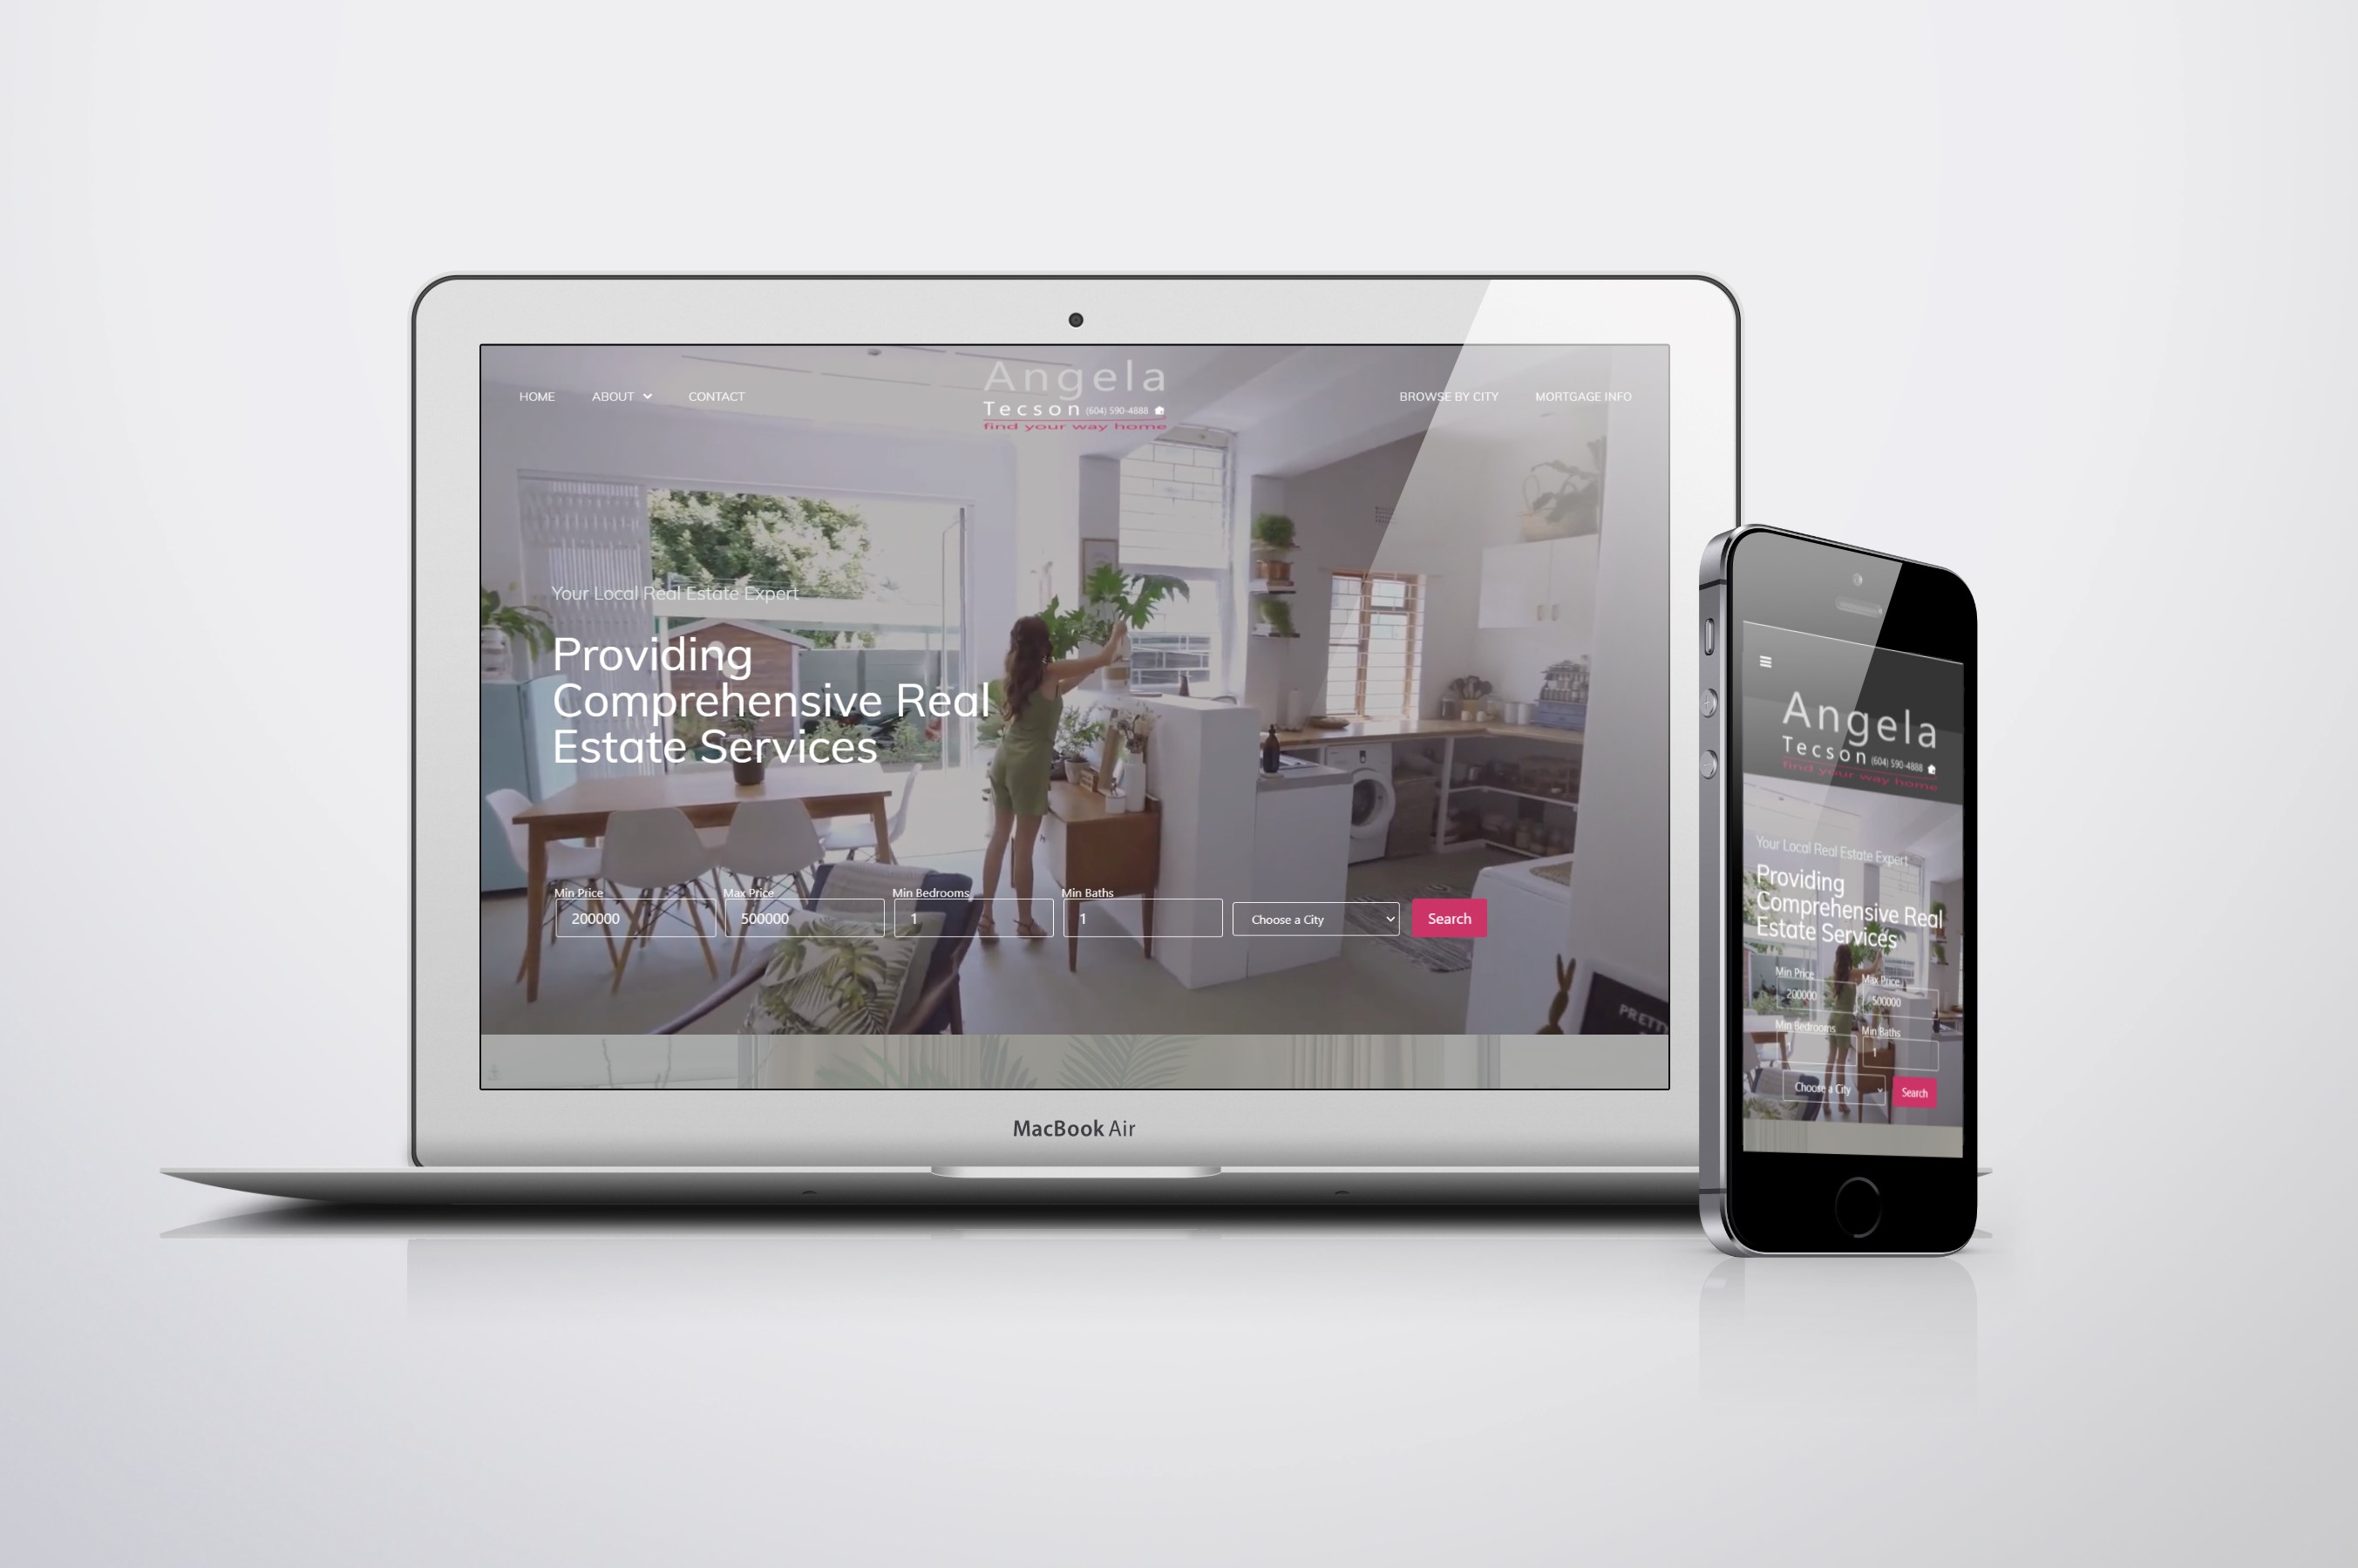 HOME ABOUT CONTACT
Angela
Tecson (604) 590-4888
find your way home
BROWSE BY CITY MORTGAGE INFO
Your Local Real Estate Expert
Providing
Comprehensive Real
Estate Services
Min Price Max Price Min Bedrooms Min Baths
200000 500000 1 1 Choose a City Search
MacBook Air
Angela
Tecson (604) 590-4888
find your way home
Your Local Real Estate Expert
Providing
Comprehensive Real
Estate Services
Min Price Max Price
200000 500000
Min Bedrooms Min Baths
1
Choose a City Search